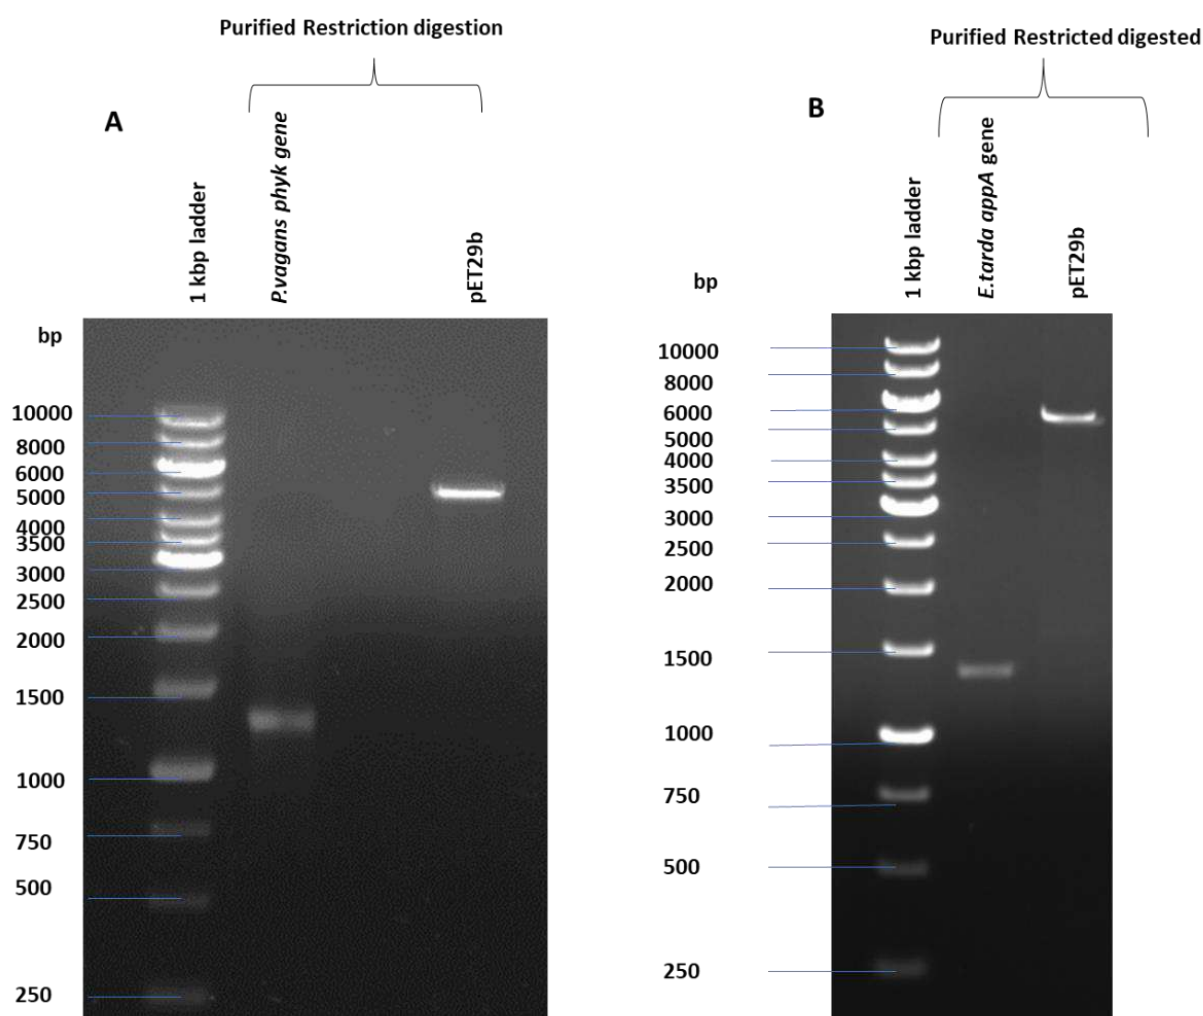 Purified Restriction digestion
A
1 kbp ladder
P.vagans phyk gene
pET29b
bp
10000
8000
6000
5000
4000
3500
3000
2500
2000
1500
1000
750
500
250
Purified Restricted digested
B
1 kbp ladder
E.tarda appA gene
pET29b
bp
10000
8000
6000
5000
4000
3500
3000
2500
2000
1500
1000
750
500
250